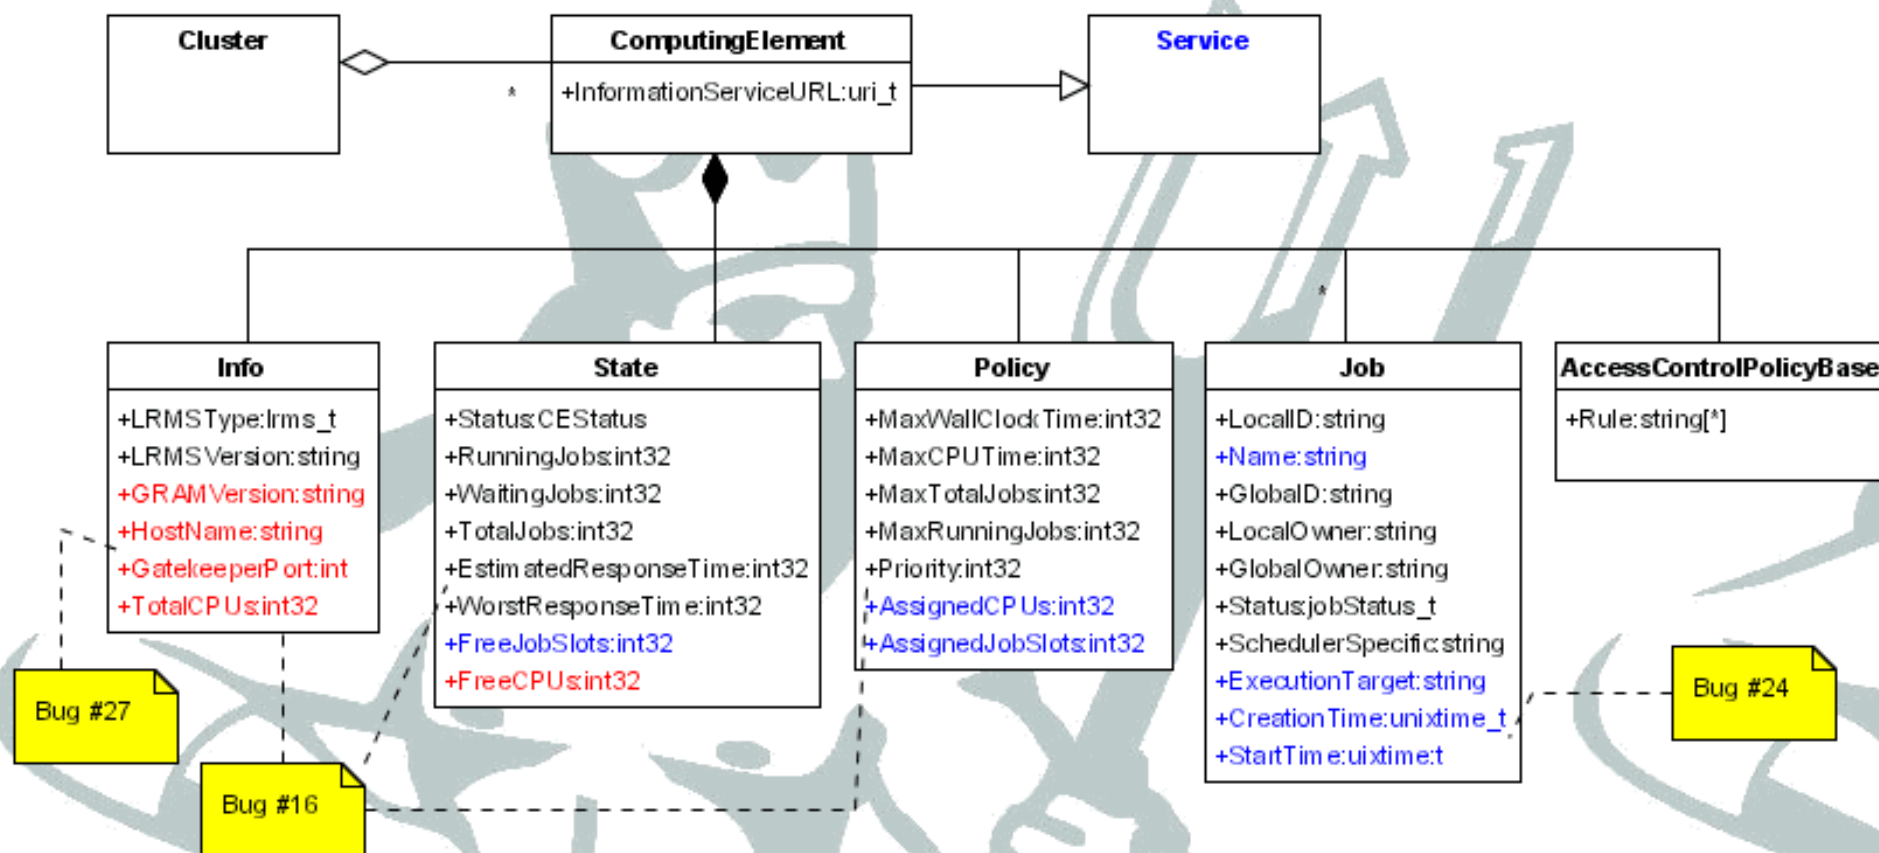 Cluster
*
ComputingElement
+InformationServiceURL:uri_t
Service
*
Info
+LRMSType:lrms_t
+LRMSVersion:string
+GRAMVersion:string
+HostName:string
+GatekeeperPort:int
+TotalCPUs:int32
State
+Status:CEStatus
+RunningJobs:int32
+WaitingJobs:int32
+TotalJobs:int32
+EstimatedResponseTime:int32
+WorstResponseTime:int32
+FreeJobSlots:int32
+FreeCPUs:int32
Policy
+MaxWallClockTime:int32
+MaxCPUTime:int32
+MaxTotalJobs:int32
+MaxRunningJobs:int32
+Priority:int32
+AssignedCPUs:int32
+AssignedJobSlots:int32
Job
+LocalID:string
+Name:string
+GlobalD:string
+LocalOwner:string
+GlobalOwner:string
+Status:jobStatus_t
+SchedulerSpecific:string
+ExecutionTarget:string
+CreationTime:unixtime_t
+StartTime:uixtime:t
AccessControlPolicyBase
+Rule:string[*]
Bug #27
Bug #16
Bug #24